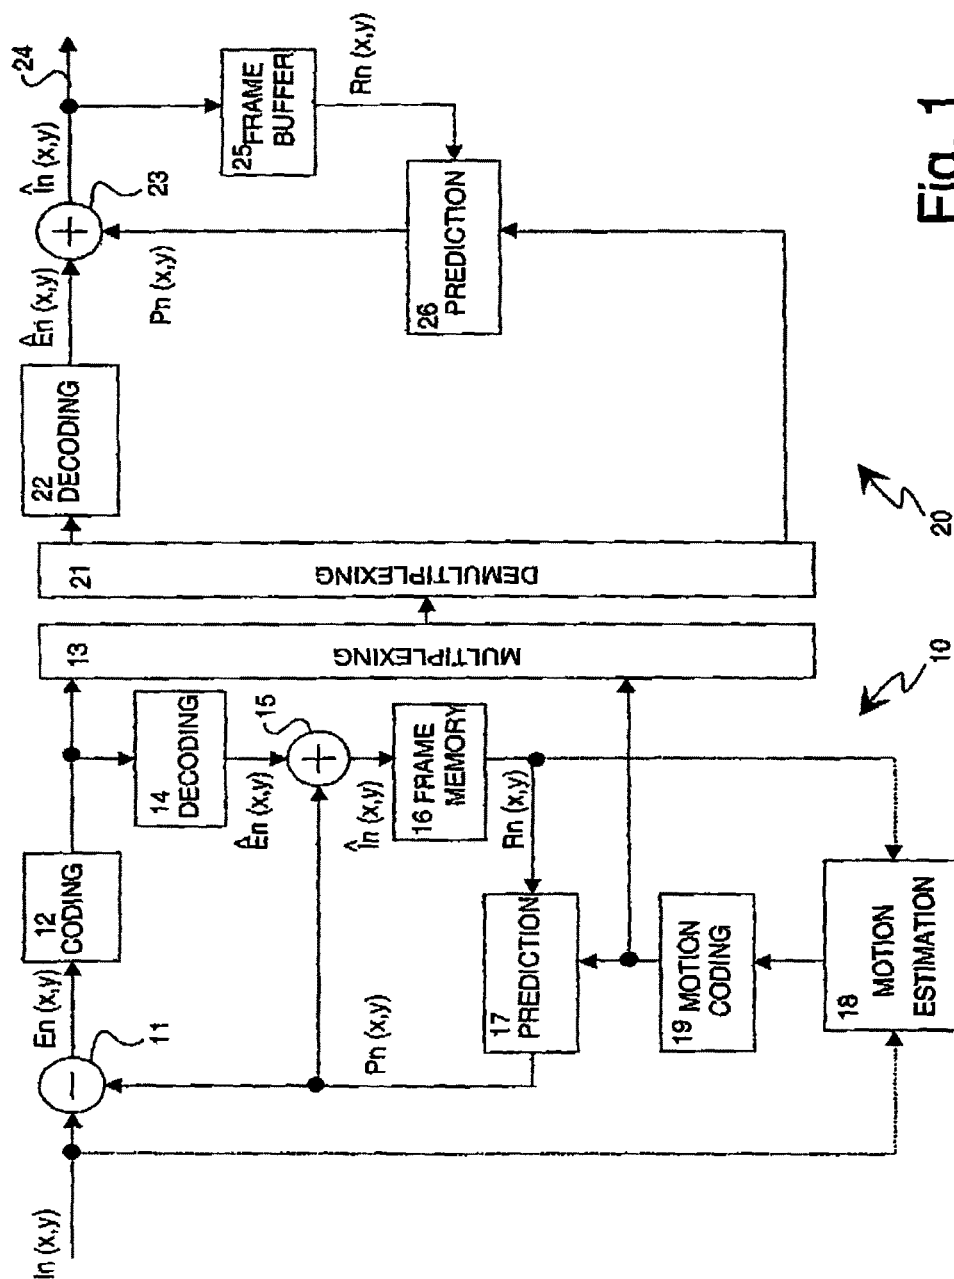 In (x,y)
En (x,y)
11
12
CODING
13
MULTIPLEXING
14
DECODING
Ên (x,y)
15
În (x,y)
16 FRAME
MEMORY
Rn (x,y)
17
PREDICTION
Pn (x,y)
19 MOTION
CODING
18
MOTION
ESTIMATION
10
21
DEMULTIPLEXING
22
DECODING
Ên (x,y)
23
În (x,y)
24
25 FRAME
BUFFER
Rn (x,y)
26
PREDICTION
Pn (x,y)
20
Fig. 1